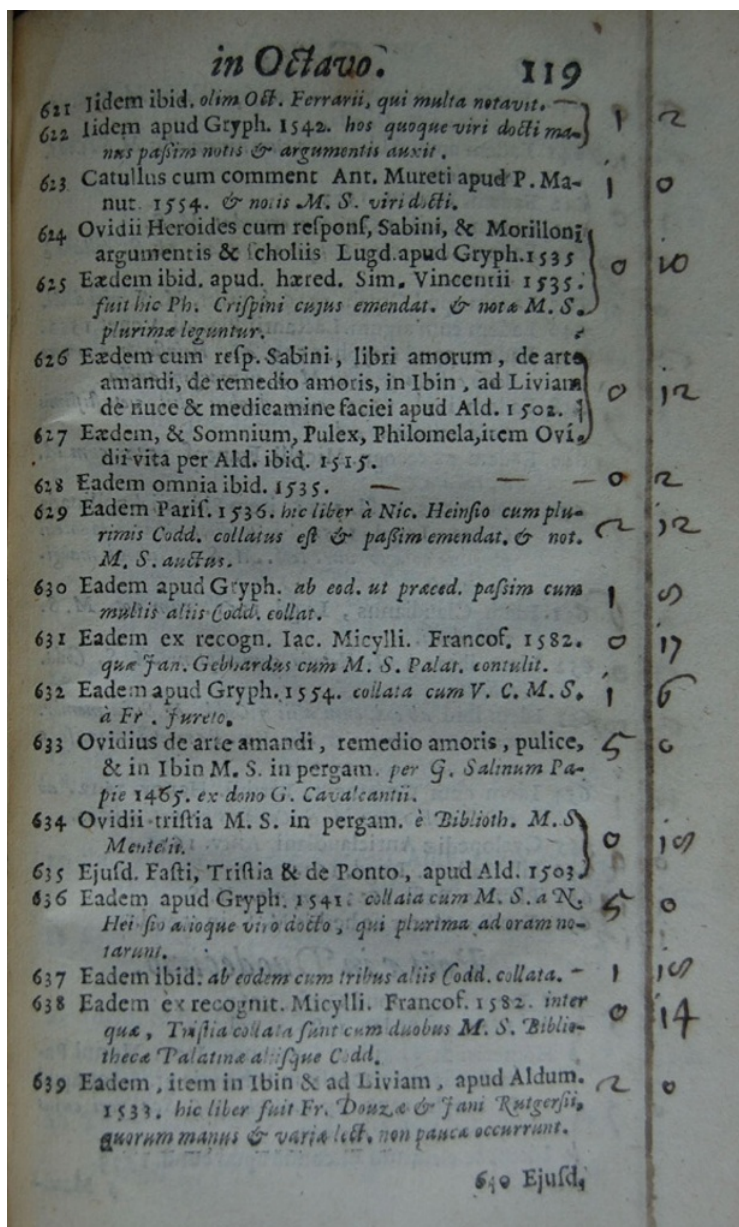 in Octavo. 119
621 Iidem ibid. olim Oct. Ferrarii, qui multa notavit. — 1 2
622 Iidem apud Gryph. 1542. hos quoque viri docti ma-
nus paſſim notis & argumentis auxit.
623 Catullus cum comment Ant. Mureti apud P. Ma- 1 0
nut. 1554. & notis M. S. viri docti.
624 Ovidii Heroides cum reſponſ, Sabini, & Morilloni
argumentis & ſcholiis Lugd. apud Gryph. 1535 0 10
625 Eædem ibid. apud. hæred. Sim. Vincentii 1535.
fuit hic Ph. Criſpini cujus emendat. & notæ M. S.
plurimæ leguntur.
626 Eædem cum reſp. Sabini, libri amorum, de arte
amandi, de remedio amoris, in Ibin, ad Liviam 0 12
de nuce & medicamine faciei apud Ald. 1502.
627 Eædem, & Somnium, Pulex, Philomela, item Ovi-
dii vita per Ald. ibid. 1515.
628 Eadem omnia ibid. 1535. — — — 0 2
629 Eadem Pariſ. 1536. hic liber à Nic. Heinſio cum plu-
rimis Codd. collatus eſt & paſſim emendat. & not. 2 12
M. S. auctus.
630 Eadem apud Gryph. ab eod. ut præced. paſſim cum 1
multis aliis Codd. collat.
631 Eadem ex recogn. Iac. Micylli. Francof. 1582. 0 17
quæ Jan. Gebhardus cum M. S. Palat. contulit.
632 Eadem apud Gryph. 1554. collata cum V. C. M. S. 1 6
à Fr. Jureto.
633 Ovidius de arte amandi, remedio amoris, pulice, 5 0
& in Ibin M. S. in pergam. per G. Salinum Pa-
pie 1465. ex dono G. Cavalcantii.
634 Ovidii triſtia M. S. in pergam. è Biblioth. M. S
Mentelii. 0
635 Ejuſd. Faſti, Triſtia & de Ponto, apud Ald. 1503.
636 Eadem apud Gryph. 1541. collata cum M. S. a N. 5 0
Heinſio alioque viro docto, qui plurima ad oram no-
tarunt.
637 Eadem ibid. ab eodem cum tribus aliis Codd. collata. - 1
638 Eadem ex recognit. Micylli. Francof. 1582. inter 0 14
quæ, Triſtia collata ſunt cum duobus M. S. Biblio-
thecæ Palatinæ aliiſque Codd.
639 Eadem, item in Ibin & ad Liviam, apud Aldum. 2 0
1533. hic liber fuit Fr. Douzæ & Jani Rutgerſii,
quorum manus & variæ lect. non paucæ occurrunt.
640 Ejuſd,